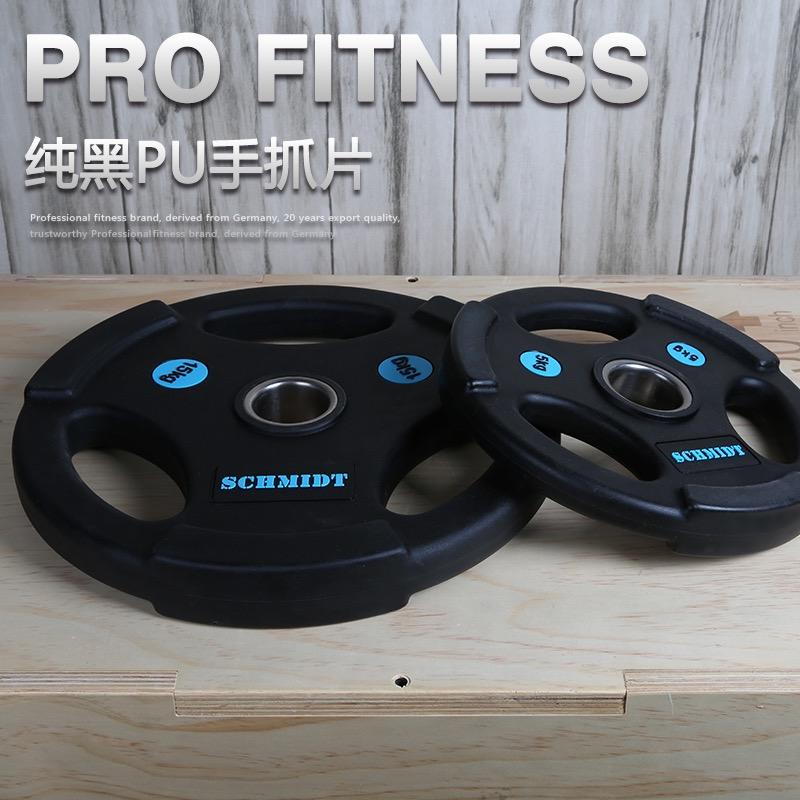 PRO FITNESS
纯黑PU手抓片
Professional fitness brand, derived from Germany, 20 years export quality,
trustworthy Professional fitness brand, derived from Germany
15kg
15kg
5kg
5kg
SCHMIDT
SCHMIDT